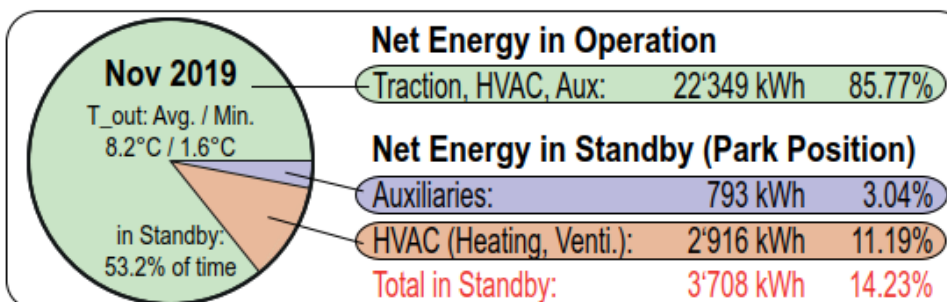 Nov 2019
T_out: Avg. / Min.
8.2°C / 1.6°C
in Standby:
53.2% of time
Net Energy in Operation
Traction, HVAC, Aux: 22‘349 kWh 85.77%
Net Energy in Standby (Park Position)
Auxiliaries: 793 kWh 3.04%
HVAC (Heating, Venti.): 2‘916 kWh 11.19%
Total in Standby: 3‘708 kWh 14.23%